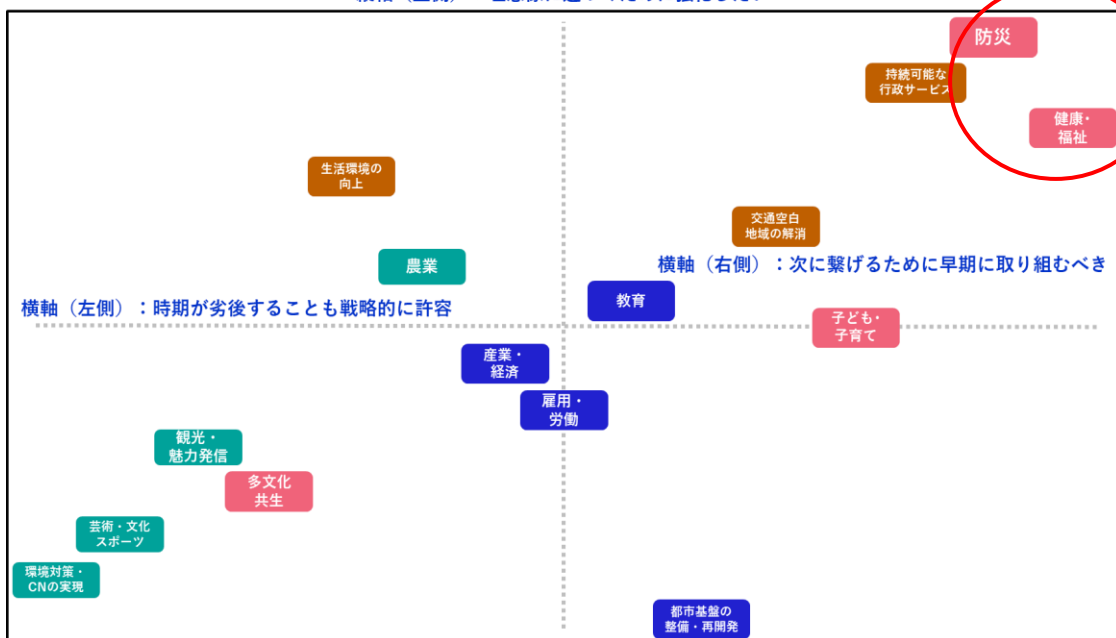 防災
持続可能な
行政サービス
健康・
福祉
生活環境の
向上
交通空白
地域の解消
農業
横軸（右側）：次に繋げるために早期に取り組むべき
教育
横軸（左側）：時期が劣後することも戦略的に許容
子ども・
子育て
産業・
経済
雇用・
労働
観光・
魅力発信
多文化
共生
芸術・文化
スポーツ
環境対策・
CNの実現
都市基盤の
整備・再開発